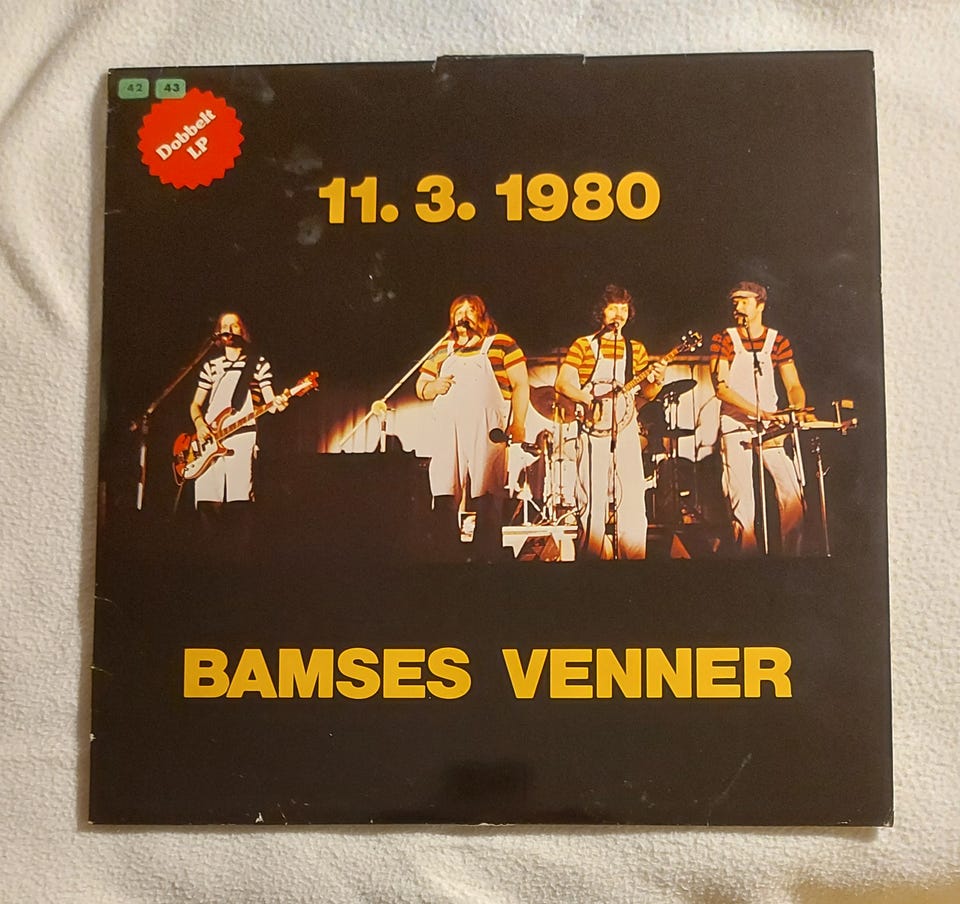 42 43
Dobbelt
LP
11. 3. 1980
BAMSES VENNER